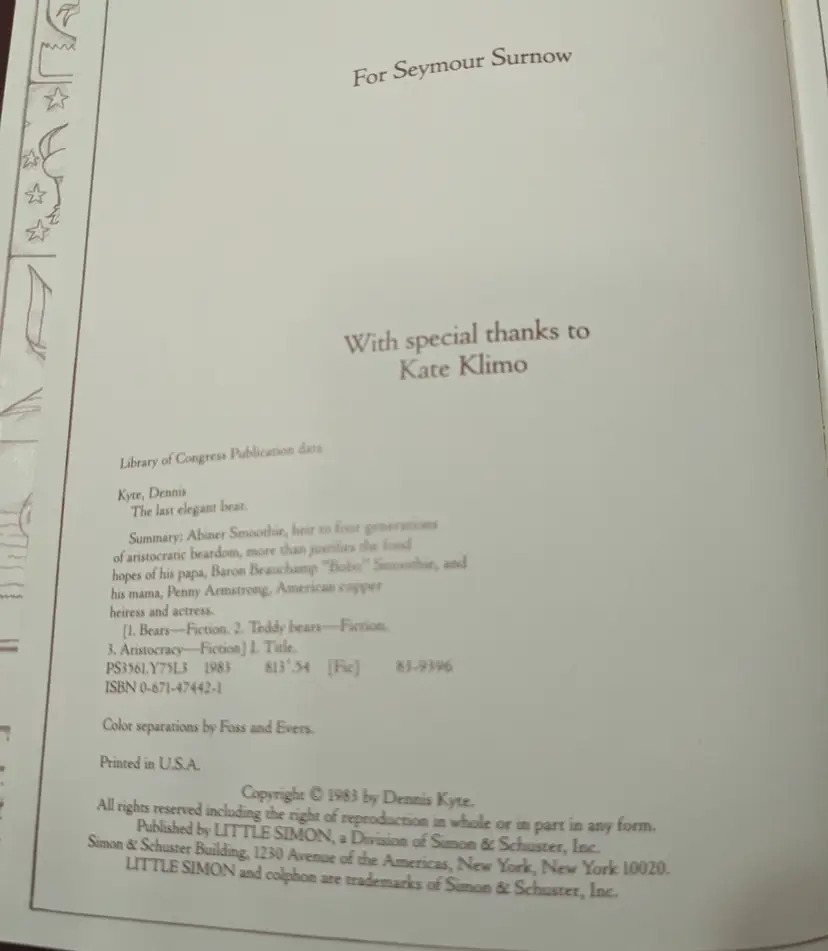 For Seymour Surnow
With special thanks to
Kate Klimo
Library of Congress Publication data
Kyte, Dennis
The last elegant bear.
Summary: Abiner Smoothie, heir to four generations
of aristocratic beardom, more than justifies the fond
hopes of his papa, Baron Beauchamp "Bobo" Smoothie, and
his mama, Penny Armstrong, American copper
heiress and actress.
[1. Bears—Fiction. 2. Teddy bears—Fiction.
3. Aristocracy—Fiction] I. Title.
PS3561.Y75L3 1983 813'.54 [Fic] 83-9396
ISBN 0-671-47442-1
Color separations by Foss and Evers.
Printed in U.S.A.
Copyright © 1983 by Dennis Kyte.
All rights reserved including the right of reproduction in whole or in part in any form.
Published by LITTLE SIMON, a Division of Simon & Schuster, Inc.
Simon & Schuster Building, 1230 Avenue of the Americas, New York, New York 10020.
LITTLE SIMON and colphon are trademarks of Simon & Schuster, Inc.